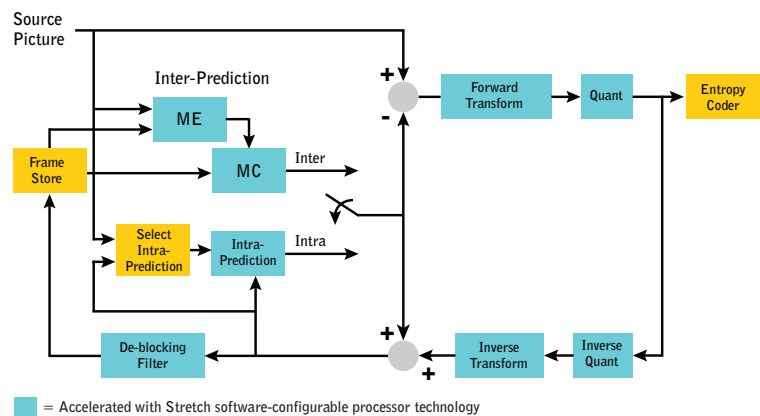 Source
Picture
Inter-Prediction
+
-
Forward
Transform
Quant
Entropy
Coder
ME
MC
Inter
Frame
Store
Select
Intra-
Prediction
Intra-
Prediction
Intra
De-blocking
Filter
+
+
Inverse
Transform
Inverse
Quant
= Accelerated with Stretch software-configurable processor technology